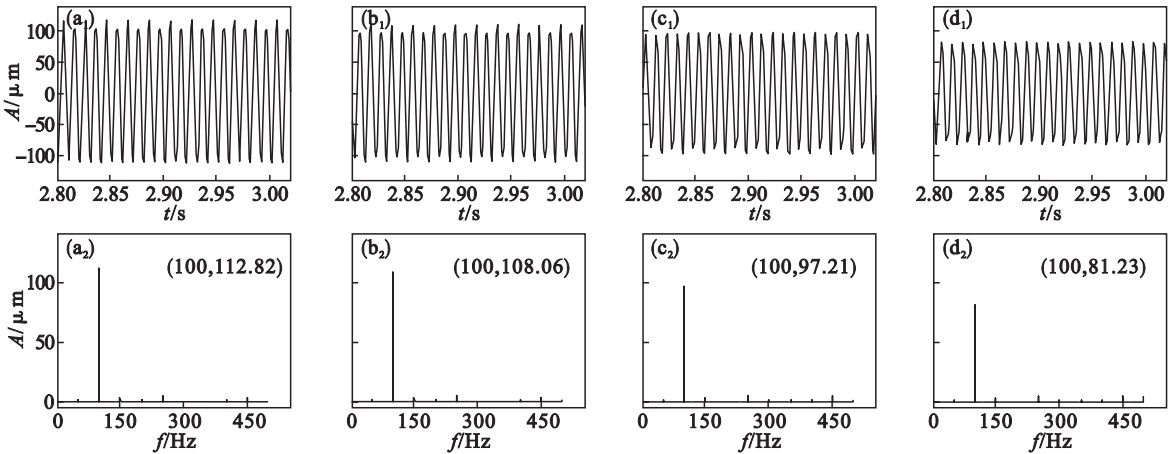 (a₁) (b₁) (c₁) (d₁)
100
50
0
−50
−100
A/μm
2.80 2.85 2.90 2.95 3.00 2.80 2.85 2.90 2.95 3.00 2.80 2.85 2.90 2.95 3.00 2.80 2.85 2.90 2.95 3.00
t/s t/s t/s t/s
(a₂) (b₂) (c₂) (d₂)
(100,112.82) (100,108.06) (100,97.21) (100,81.23)
100
50
0
A/μm
0 150 300 450 0 150 300 450 0 150 300 450 0 150 300 450
f/Hz f/Hz f/Hz f/Hz